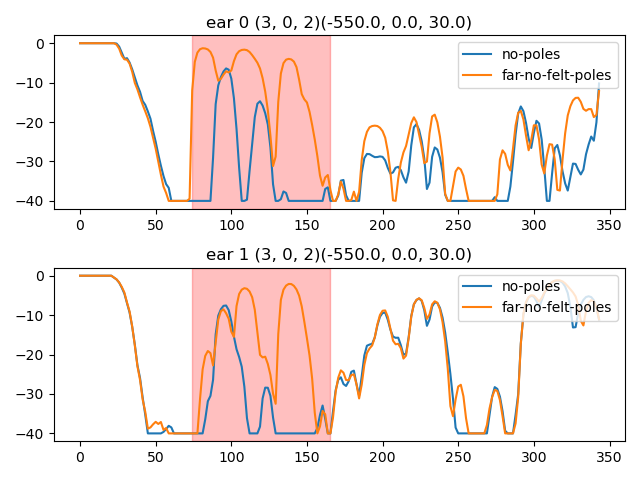 ear 0 (3, 0, 2)(-550.0, 0.0, 30.0)
0
−10
−20
−30
−40
no-poles
far-no-felt-poles
0 50 100 150 200 250 300 350
ear 1 (3, 0, 2)(-550.0, 0.0, 30.0)
0
−10
−20
−30
−40
no-poles
far-no-felt-poles
0 50 100 150 200 250 300 350